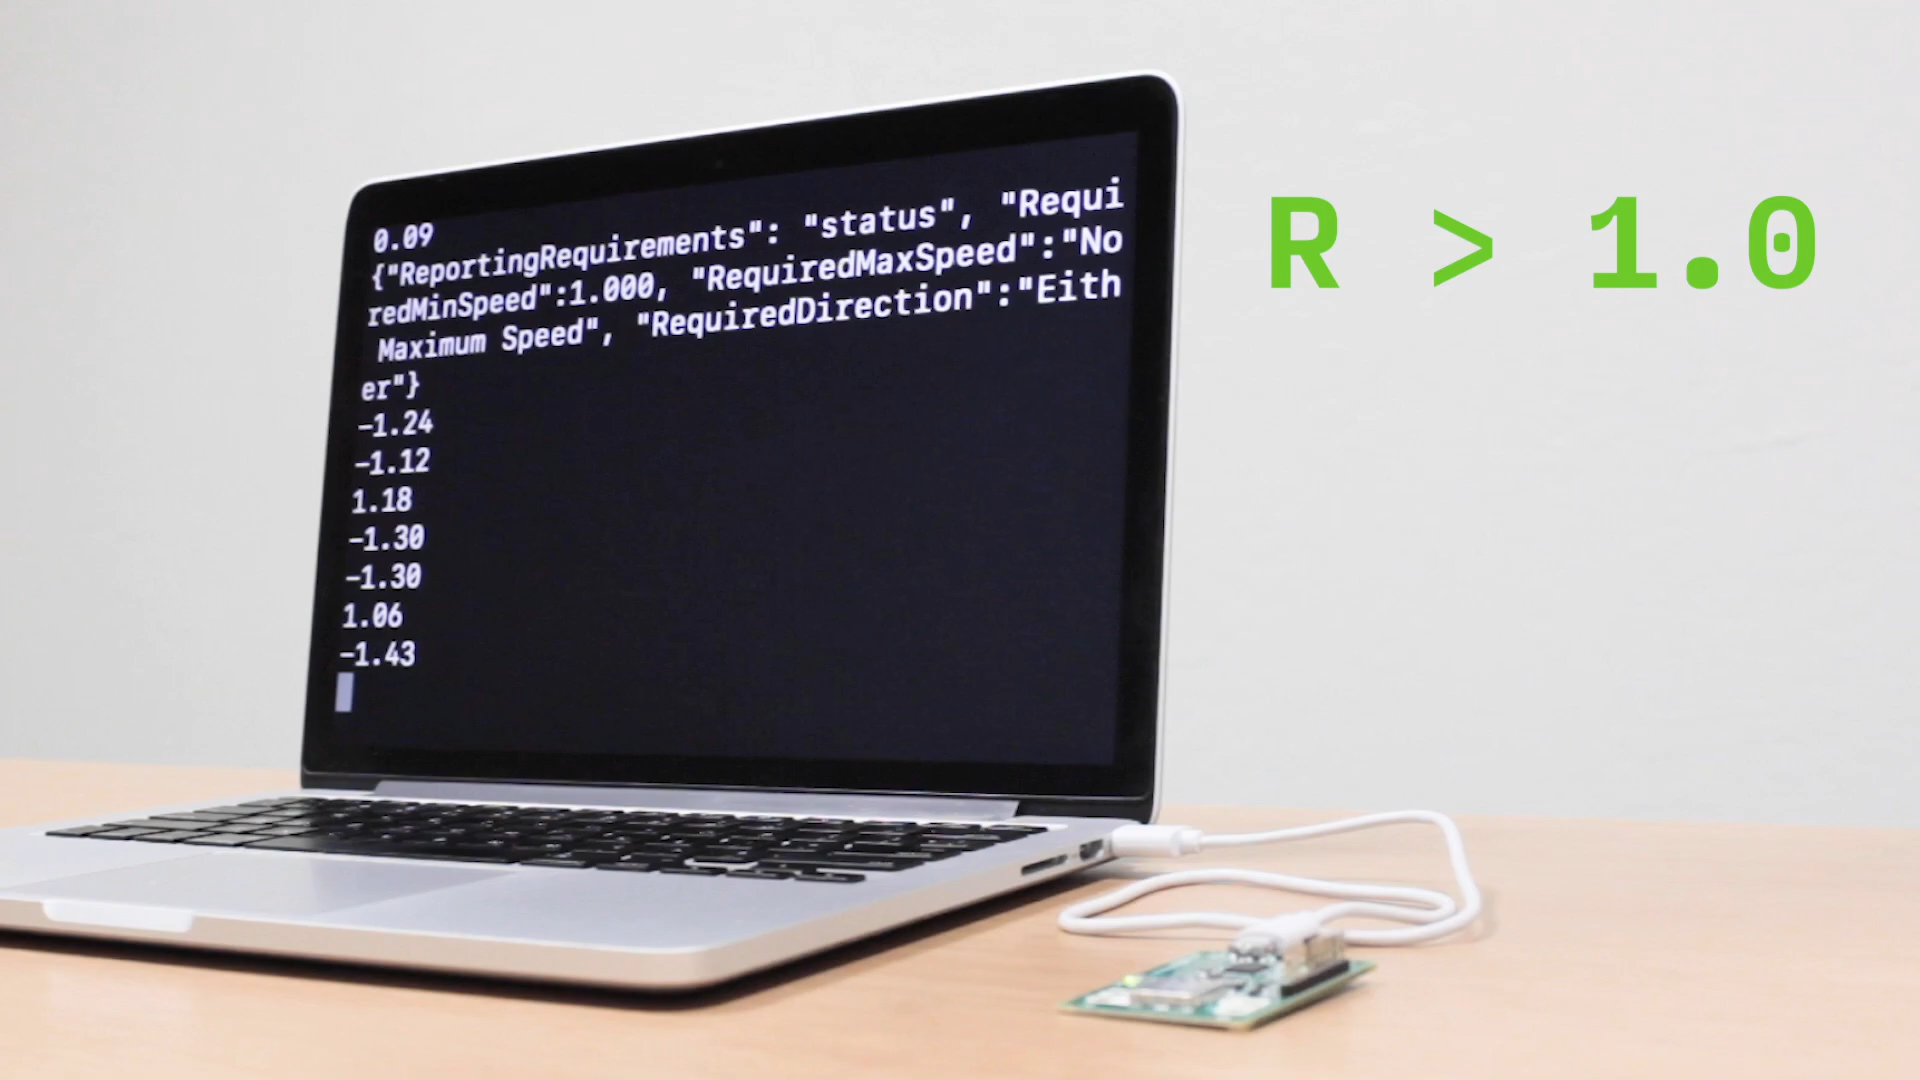 0.09
{"ReportingRequirements": "status", "Requi
redMinSpeed":1.000, "RequiredMaxSpeed":"No
 Maximum Speed", "RequiredDirection":"Eith
er"}
-1.24
-1.12
1.18
-1.30
-1.30
1.06
-1.43
R > 1.0